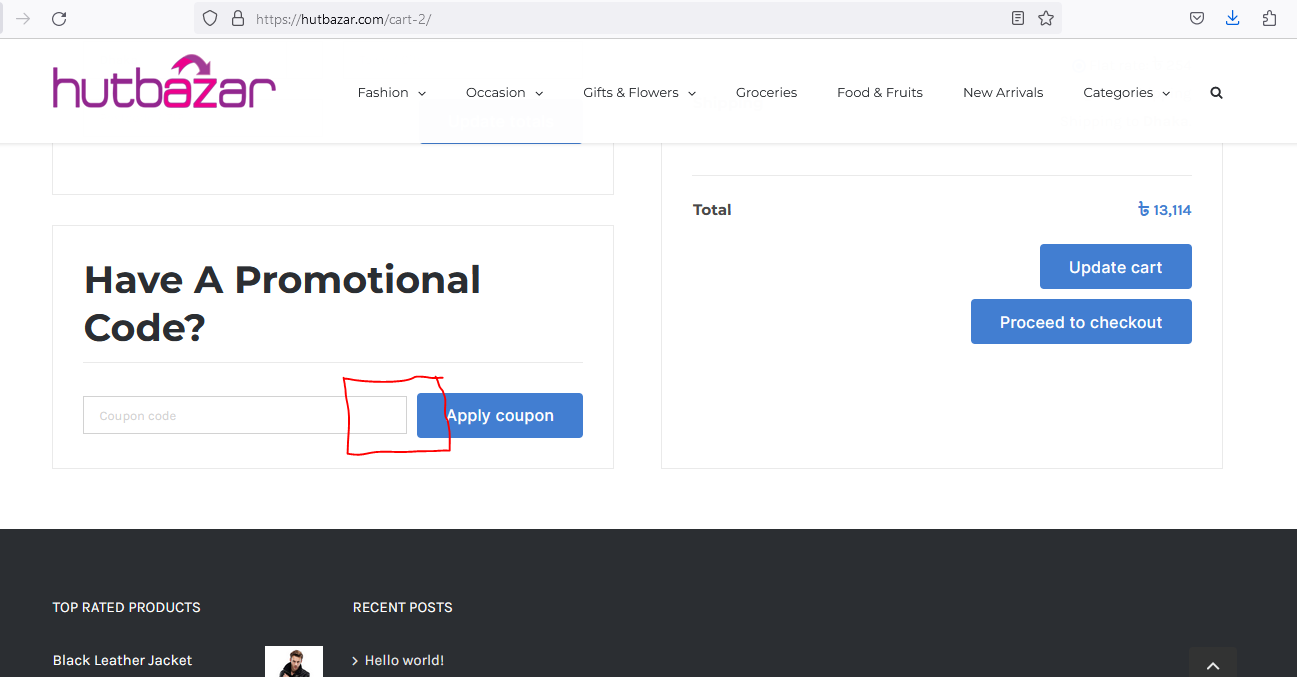 https://hutbazar.com/cart-2/
hutbazar
Fashion Occasion Gifts & Flowers Groceries Food & Fruits New Arrivals Categories
Total ৳ 13,114
Update cart
Proceed to checkout
Have A Promotional
Code?
Coupon code
Apply coupon
TOP RATED PRODUCTS
Black Leather Jacket
RECENT POSTS
Hello world!